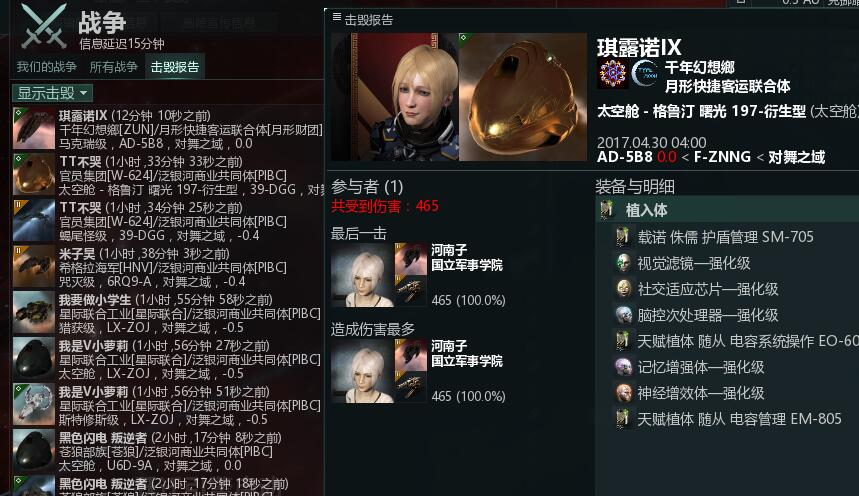 战争
信息延迟15分钟
我们的战争 所有战争 击毁报告
显示击毁
琪露诺IX (12分钟 10秒之前)
千年幻想鄉[ZUN]/月形快捷客运联合体[月形财团]
马克瑞级，AD-5B8，对舞之域，0.0
TT不哭 (1小时 ,33分钟 33秒之前)
官员集团[W-624]/泛银河商业共同体[PIBC]
太空舱 - 格鲁汀 曙光 197-衍生型，39-DGG，对舞
TT不哭 (1小时 ,34分钟 25秒之前)
官员集团[W-624]/泛银河商业共同体[PIBC]
蝎尾怪级，39-DGG，对舞之域，-0.4
米子昊 (1小时 ,38分钟 3秒之前)
希格拉海军[HNV]/泛银河商业共同体[PIBC]
咒灭级，6RQ9-A，对舞之域，-0.4
我要做小学生 (1小时 ,55分钟 58秒之前)
星际联合工业[星际联合]/泛银河商业共同体[PIBC]
猎获级，LX-ZOJ，对舞之域，-0.5
我是V小萝莉 (1小时 ,56分钟 27秒之前)
星际联合工业[星际联合]/泛银河商业共同体[PIBC]
太空舱，LX-ZOJ，对舞之域，-0.5
我是V小萝莉 (1小时 ,56分钟 51秒之前)
星际联合工业[星际联合]/泛银河商业共同体[PIBC]
斯特修斯级，LX-ZOJ，对舞之域，-0.5
黑色闪电 叛逆者 (2小时 ,17分钟 8秒之前)
苍狼部族[苍狼]/泛银河商业共同体[PIBC]
太空舱，U6D-9A，对舞之域，0.0
黑色闪电 叛逆者 (2小时 ,17分钟 18秒之前)
击毁报告
琪露诺IX
千年幻想鄉
月形快捷客运联合体
太空舱 - 格鲁汀 曙光 197-衍生型 (太空舱
2017.04.30 04:00
AD-5B8 0.0 < F-ZNNG < 对舞之域
参与者 (1)
共受到伤害：465
最后一击
河南子
国立军事学院
465 (100.0%)
造成伤害最多
河南子
国立军事学院
465 (100.0%)
装备与明细
植入体
载诺 侏儒 护盾管理 SM-705
视觉滤镜—强化级
社交适应芯片—强化级
脑控次处理器—强化级
天赋植体 随从 电容系统操作 EO-60
记忆增强体—强化级
神经增效体—强化级
天赋植体 随从 电容管理 EM-805